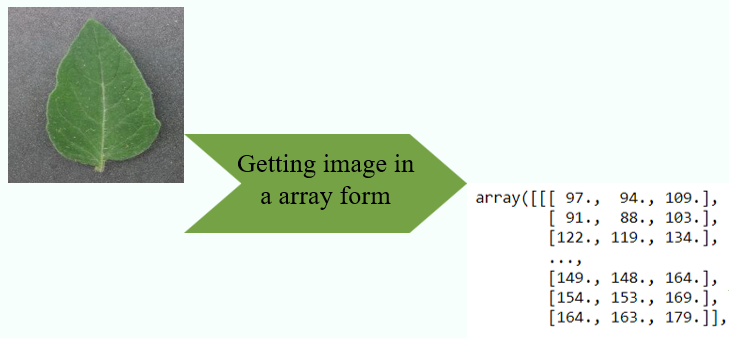 Getting image in
a array form
array([[[ 97.,  94., 109.],
[ 91.,  88., 103.],
[122., 119., 134.],
...,
[149., 148., 164.],
[154., 153., 169.],
[164., 163., 179.]],